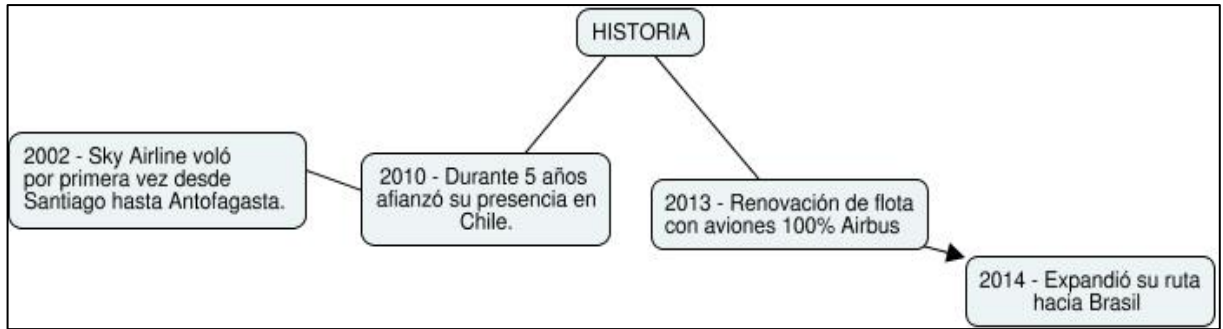 HISTORIA
2002 - Sky Airline voló
por primera vez desde
Santiago hasta Antofagasta.
2010 - Durante 5 años
afianzó su presencia en
Chile.
2013 - Renovación de flota
con aviones 100% Airbus
2014 - Expandió su ruta
hacia Brasil